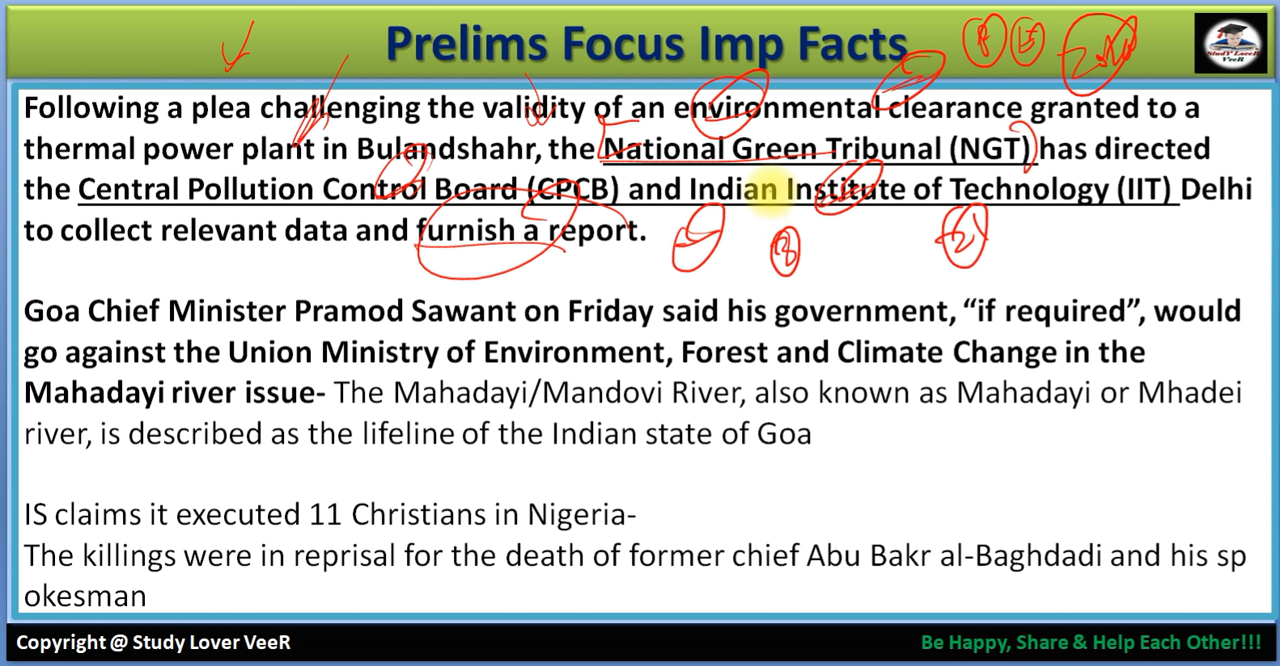 Prelims Focus Imp Facts
StudY LoveR
VeeR
Following a plea challenging the validity of an environmental clearance granted to a
thermal power plant in Bulandshahr, the National Green Tribunal (NGT) has directed
the Central Pollution Control Board (CPCB) and Indian Institute of Technology (IIT) Delhi
to collect relevant data and furnish a report.
Goa Chief Minister Pramod Sawant on Friday said his government, “if required”, would
go against the Union Ministry of Environment, Forest and Climate Change in the
Mahadayi river issue- The Mahadayi/Mandovi River, also known as Mahadayi or Mhadei
river, is described as the lifeline of the Indian state of Goa
IS claims it executed 11 Christians in Nigeria-
The killings were in reprisal for the death of former chief Abu Bakr al-Baghdadi and his sp
okesman
Copyright @ Study Lover VeeR
Be Happy, Share & Help Each Other!!!